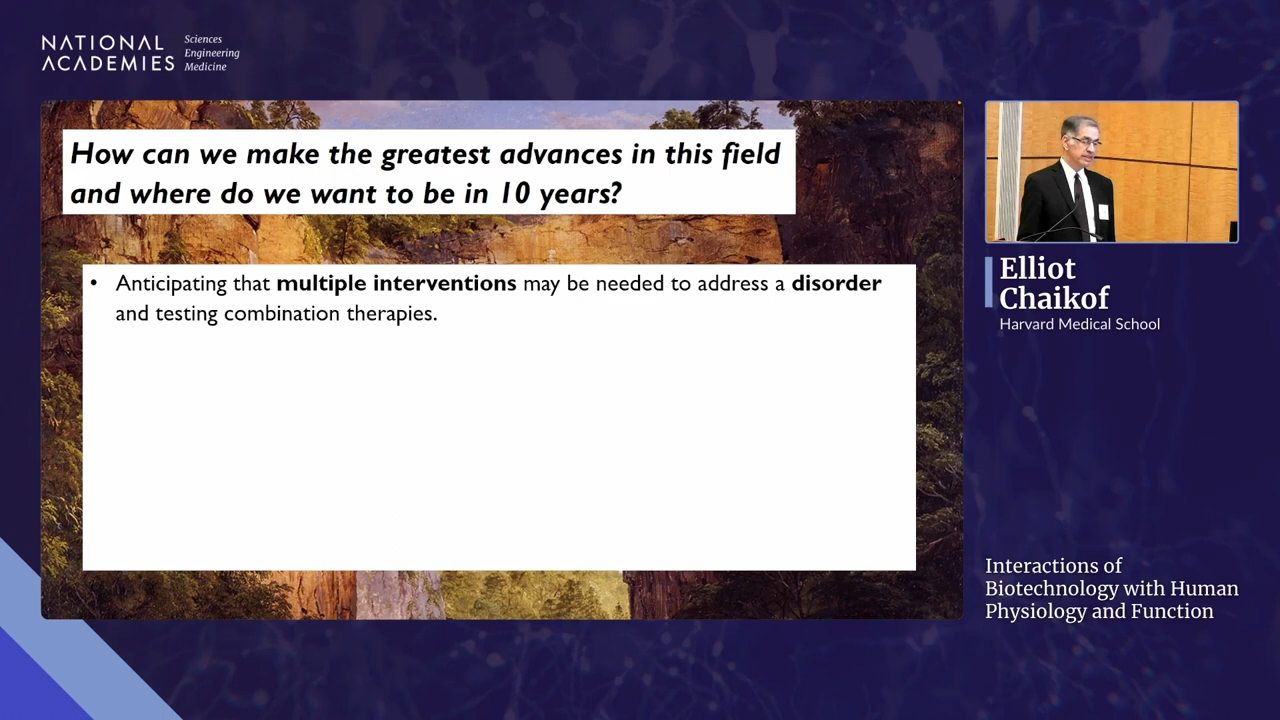 NATIONAL
ACADEMIES
Sciences
Engineering
Medicine
How can we make the greatest advances in this field
and where do we want to be in 10 years?
• Anticipating that multiple interventions may be needed to address a disorder
and testing combination therapies.
Elliot
Chaikof
Harvard Medical School
Interactions of
Biotechnology with Human
Physiology and Function